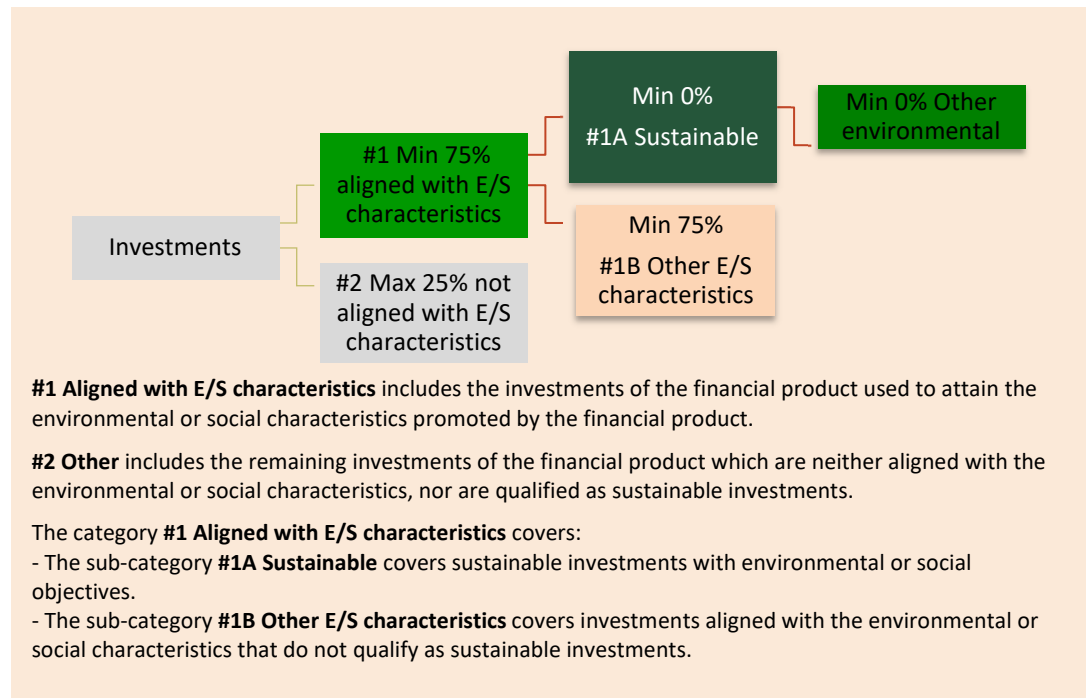 Min 0%
#1A Sustainable
Min 0% Other
environmental
#1 Min 75%
aligned with E/S
characteristics
Min 75%
#1B Other E/S
characteristics
Investments
#2 Max 25% not
aligned with E/S
characteristics
#1 Aligned with E/S characteristics includes the investments of the financial product used to attain the
environmental or social characteristics promoted by the financial product.
#2 Other includes the remaining investments of the financial product which are neither aligned with the
environmental or social characteristics, nor are qualified as sustainable investments.
The category #1 Aligned with E/S characteristics covers:
- The sub-category #1A Sustainable covers sustainable investments with environmental or social
objectives.
- The sub-category #1B Other E/S characteristics covers investments aligned with the environmental or
social characteristics that do not qualify as sustainable investments.